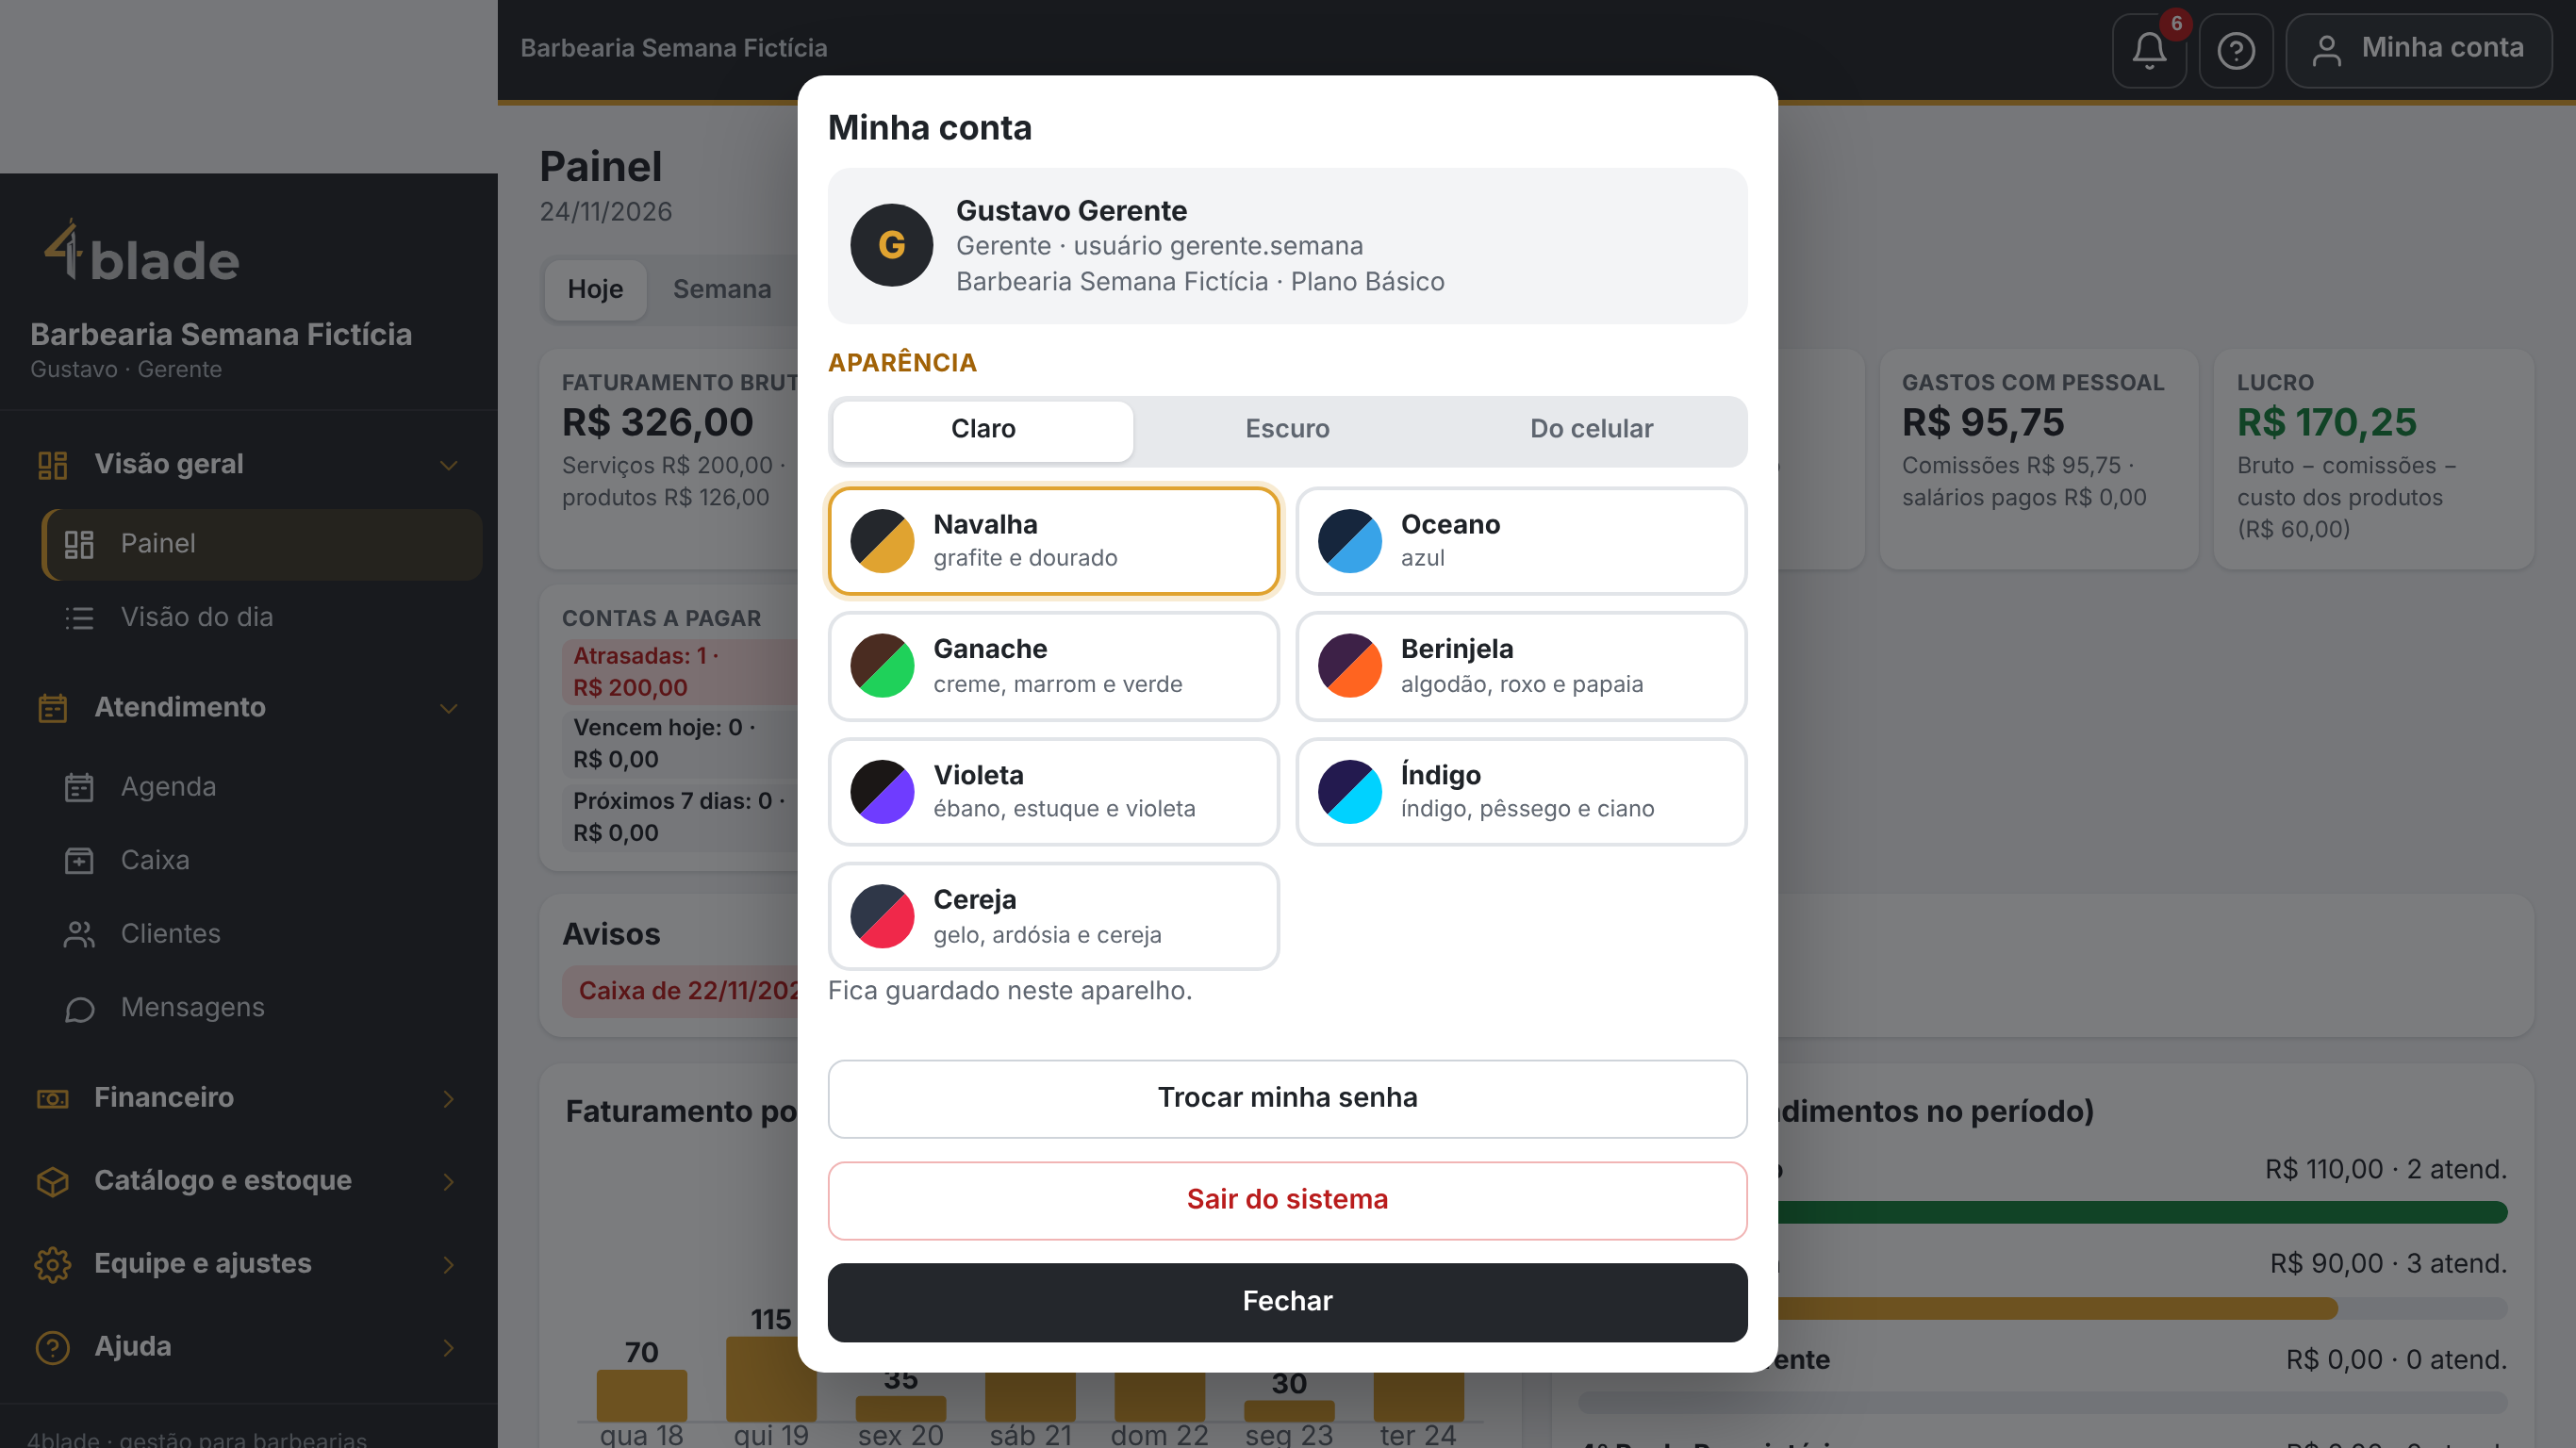 Barbearia Semana Fictícia
6
Minha conta
4blade
Barbearia Semana Fictícia
Gustavo · Gerente
Visão geral
Painel
Visão do dia
Atendimento
Agenda
Caixa
Clientes
Mensagens
Financeiro
Catálogo e estoque
Equipe e ajustes
Ajuda
4blade · gestão para barbearias
Painel
24/11/2026
Hoje
Semana
FATURAMENTO BRUT
R$ 326,00
Serviços R$ 200,00 ·
produtos R$ 126,00
GASTOS COM PESSOAL
R$ 95,75
Comissões R$ 95,75 ·
salários pagos R$ 0,00
LUCRO
R$ 170,25
Bruto − comissões −
custo dos produtos
(R$ 60,00)
CONTAS A PAGAR
Atrasadas: 1 ·
R$ 200,00
Vencem hoje: 0 ·
R$ 0,00
Próximos 7 dias: 0 ·
R$ 0,00
Avisos
Caixa de 22/11/202
Faturamento po
70
115
35
30
qua 18
qui 19
sex 20
sáb 21
dom 22
seg 23
ter 24
ndimentos no período)
R$ 110,00 · 2 atend.
R$ 90,00 · 3 atend.
ente
R$ 0,00 · 0 atend.
Minha conta
G
Gustavo Gerente
Gerente · usuário gerente.semana
Barbearia Semana Fictícia · Plano Básico
APARÊNCIA
Claro
Escuro
Do celular
Navalha
grafite e dourado
Oceano
azul
Ganache
creme, marrom e verde
Berinjela
algodão, roxo e papaia
Violeta
ébano, estuque e violeta
Índigo
índigo, pêssego e ciano
Cereja
gelo, ardósia e cereja
Fica guardado neste aparelho.
Trocar minha senha
Sair do sistema
Fechar